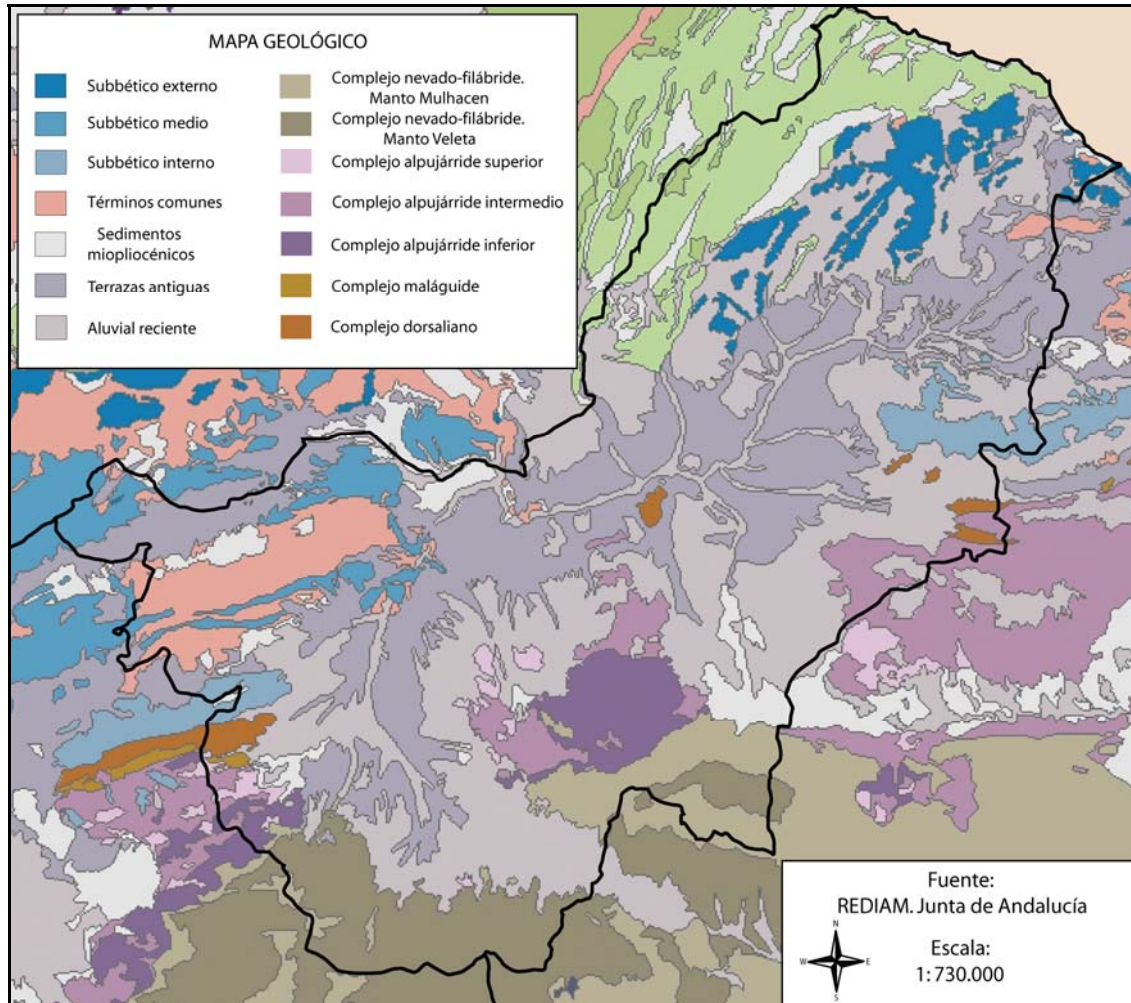 MAPA GEOLÓGICO
Subbético externo
Subbético medio
Subbético interno
Términos comunes
Sedimentos
miopliocénicos
Terrazas antiguas
Aluvial reciente
Complejo nevado-filábride.
Manto Mulhacen
Complejo nevado-filábride.
Manto Veleta
Complejo alpujárride superior
Complejo alpujárride intermedio
Complejo alpujárride inferior
Complejo maláguide
Complejo dorsaliano
Fuente:
REDIAM. Junta de Andalucía
Escala:
1:730.000
N
W
E
S